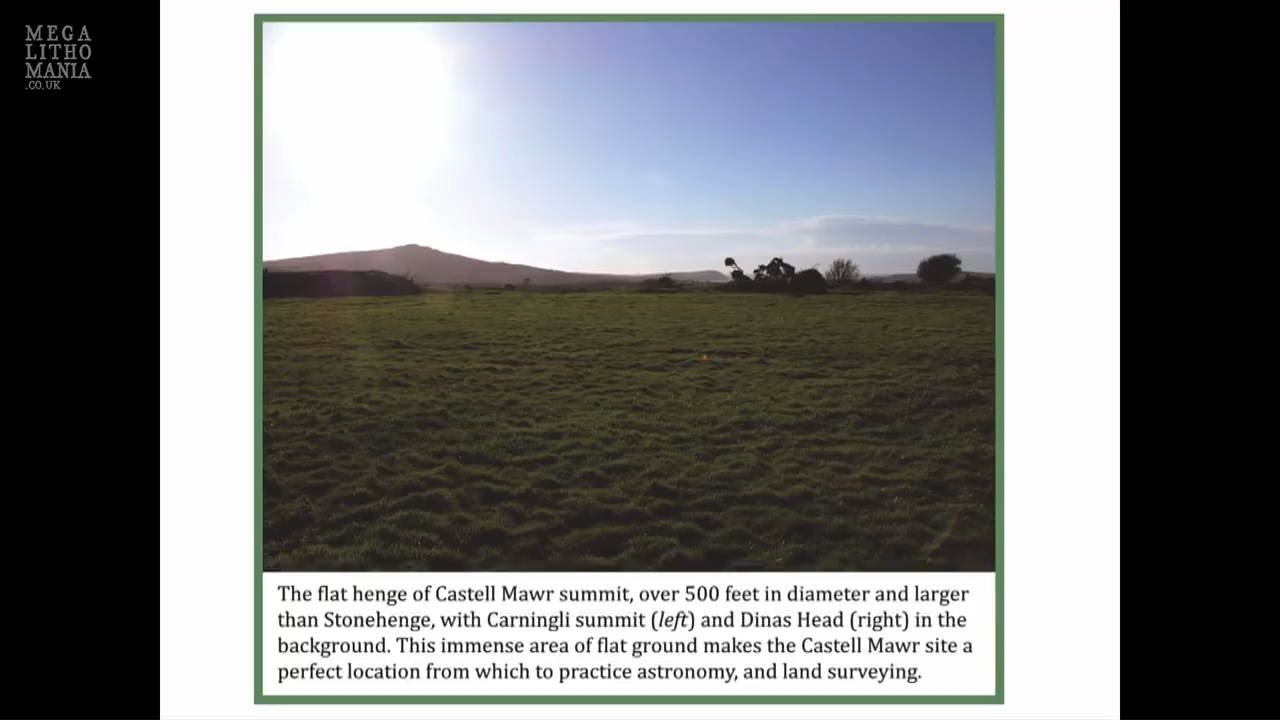 MEGA
LITHO
MANIA
.CO.UK
The flat henge of Castell Mawr summit, over 500 feet in diameter and larger
than Stonehenge, with Carningli summit (left) and Dinas Head (right) in the
background. This immense area of flat ground makes the Castell Mawr site a
perfect location from which to practice astronomy, and land surveying.